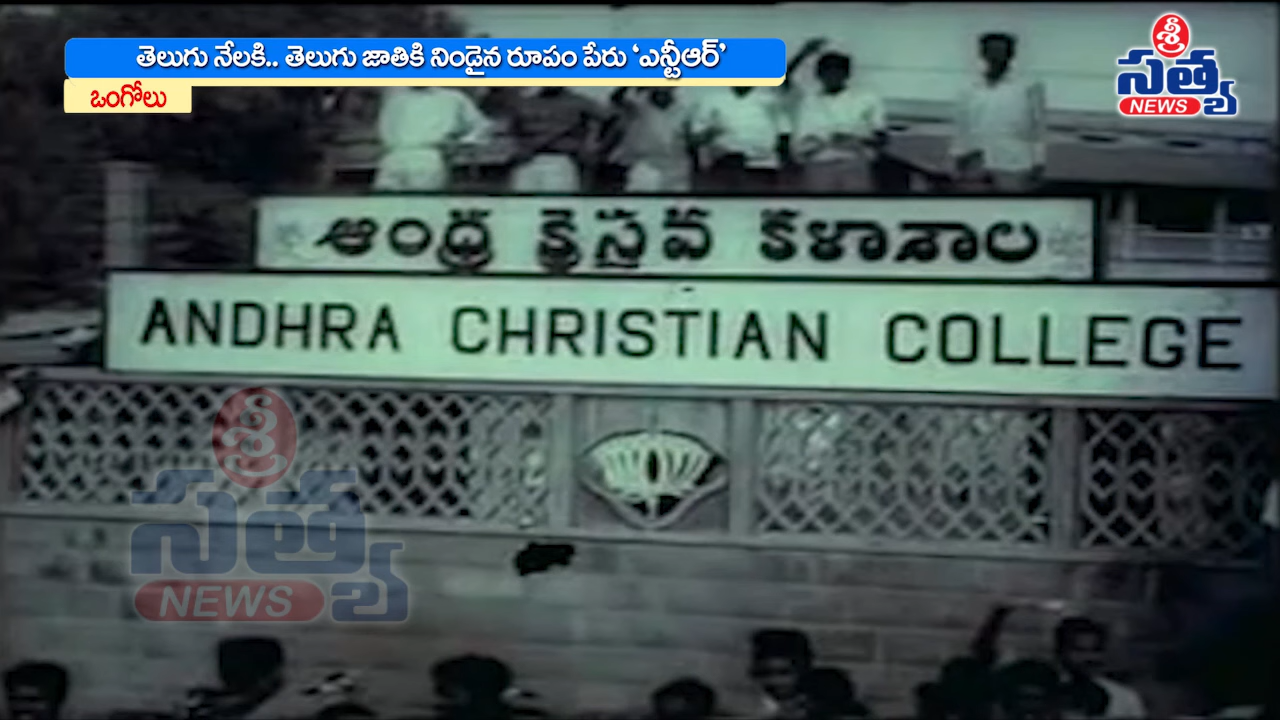 తెలుగు నేలకి.. తెలుగు జాతికి నిండైన రూపం పేరు ‘ఎన్టీఆర్’
ఒంగోలు
శ్రీ
సత్య
NEWS
ఆంధ్ర క్రైస్తవ కళాశాల
ANDHRA CHRISTIAN COLLEGE
శ్రీ
సత్య
NEWS